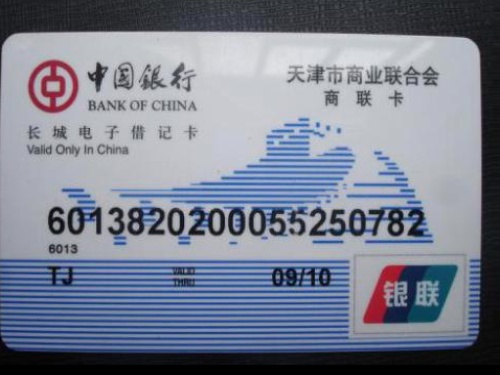 中国银行
BANK OF CHINA
天津市商业联合会
商联卡
长城电子借记卡
Valid Only In China
6013820200055250782
6013
TJ VALID THRU 09/10
银联